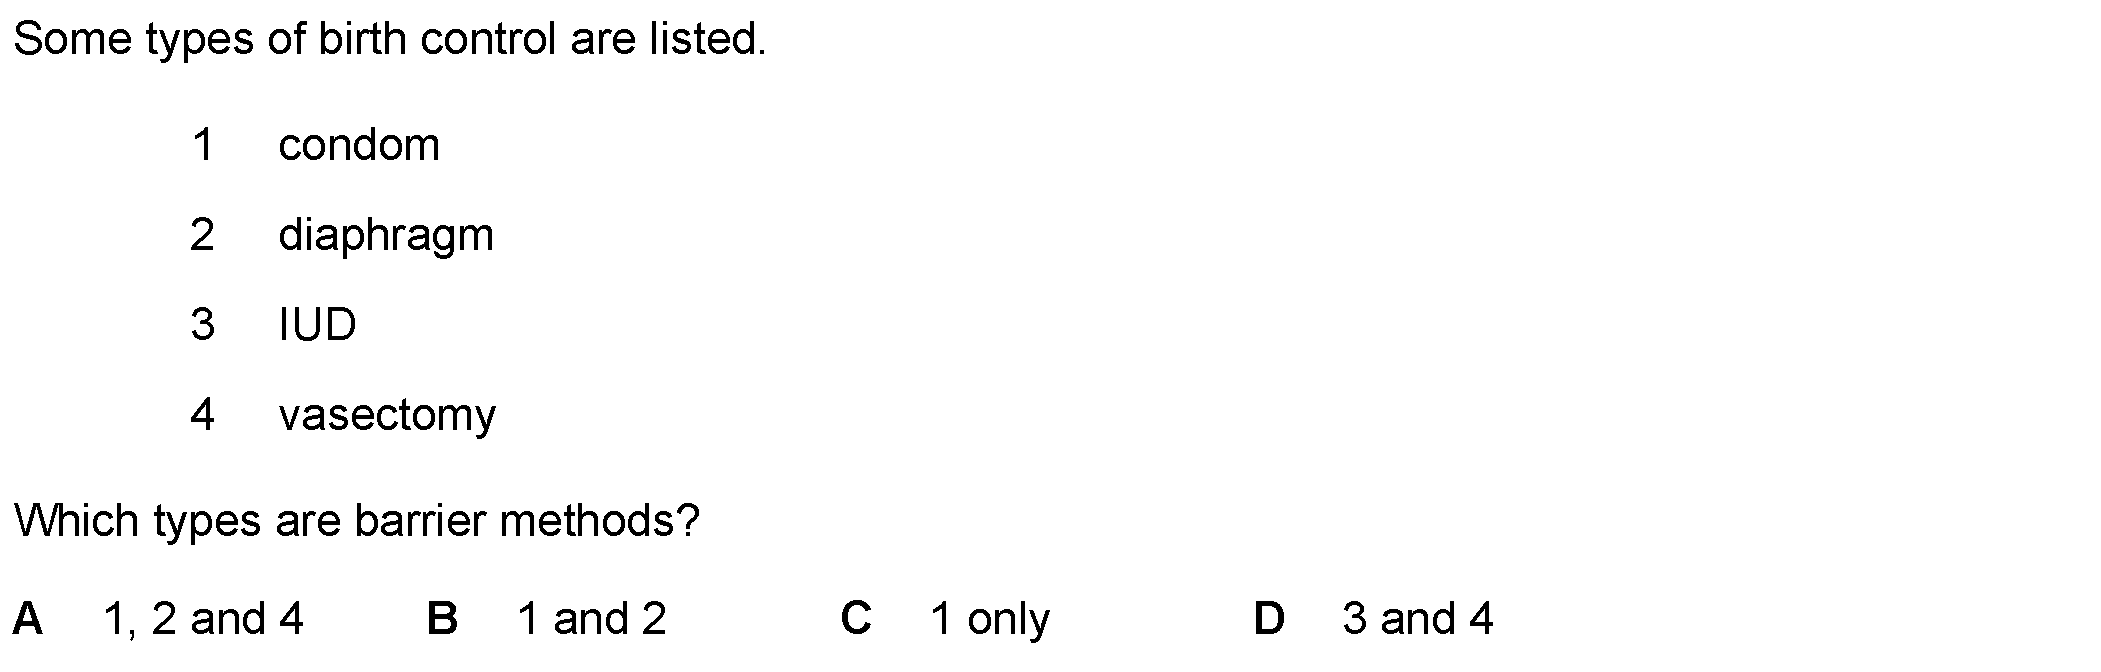 Some types of birth control are listed.
1 condom
2 diaphragm
3 IUD
4 vasectomy
Which types are barrier methods?
A 1, 2 and 4 B 1 and 2 C 1 only D 3 and 4